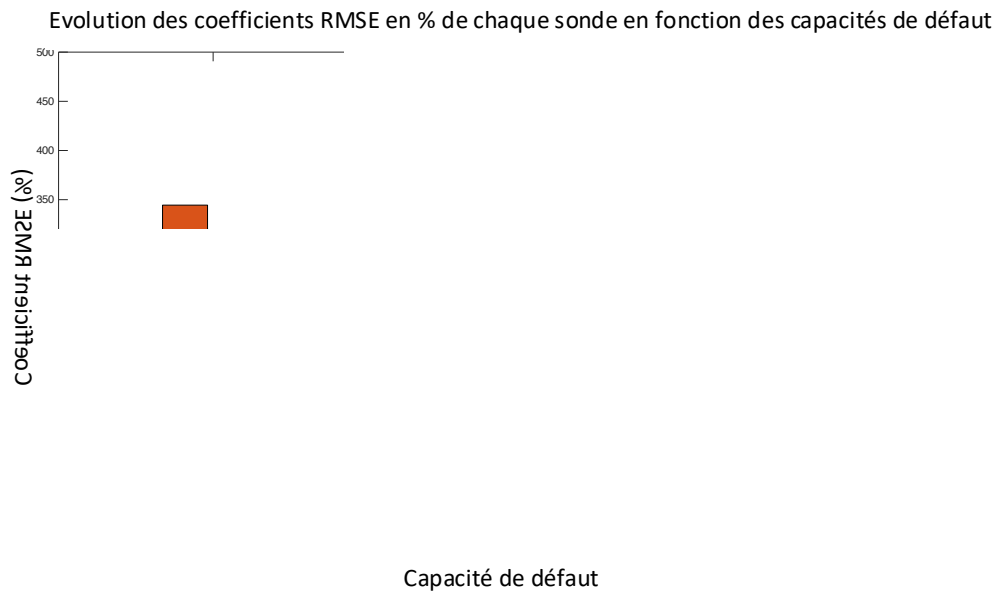 Evolution des coefficients RMSE en % de chaque sonde en fonction des capacités de défaut
500
450
400
350
Coefficient RMSE (%)
Capacité de défaut